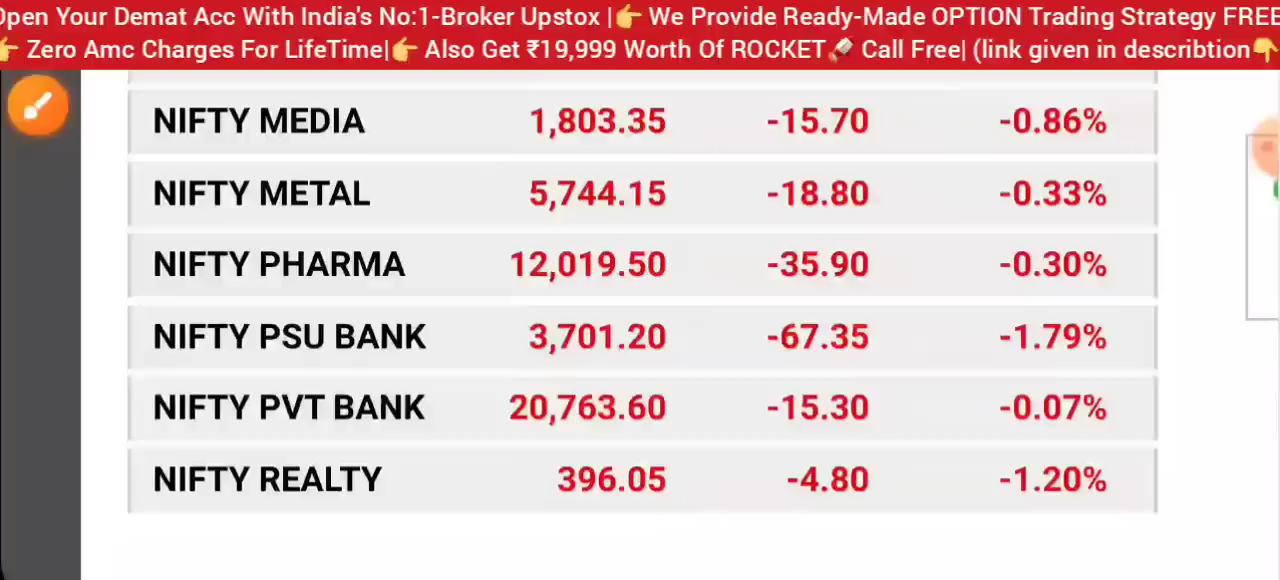 Open Your Demat Acc With India's No:1-Broker Upstox |👉 We Provide Ready-Made OPTION Trading Strategy FREE
👉 Zero Amc Charges For LifeTime|👉 Also Get ₹19,999 Worth Of ROCKET🚀 Call Free| (link given in describtion👇
NIFTY MEDIA 1,803.35 -15.70 -0.86%
NIFTY METAL 5,744.15 -18.80 -0.33%
NIFTY PHARMA 12,019.50 -35.90 -0.30%
NIFTY PSU BANK 3,701.20 -67.35 -1.79%
NIFTY PVT BANK 20,763.60 -15.30 -0.07%
NIFTY REALTY 396.05 -4.80 -1.20%